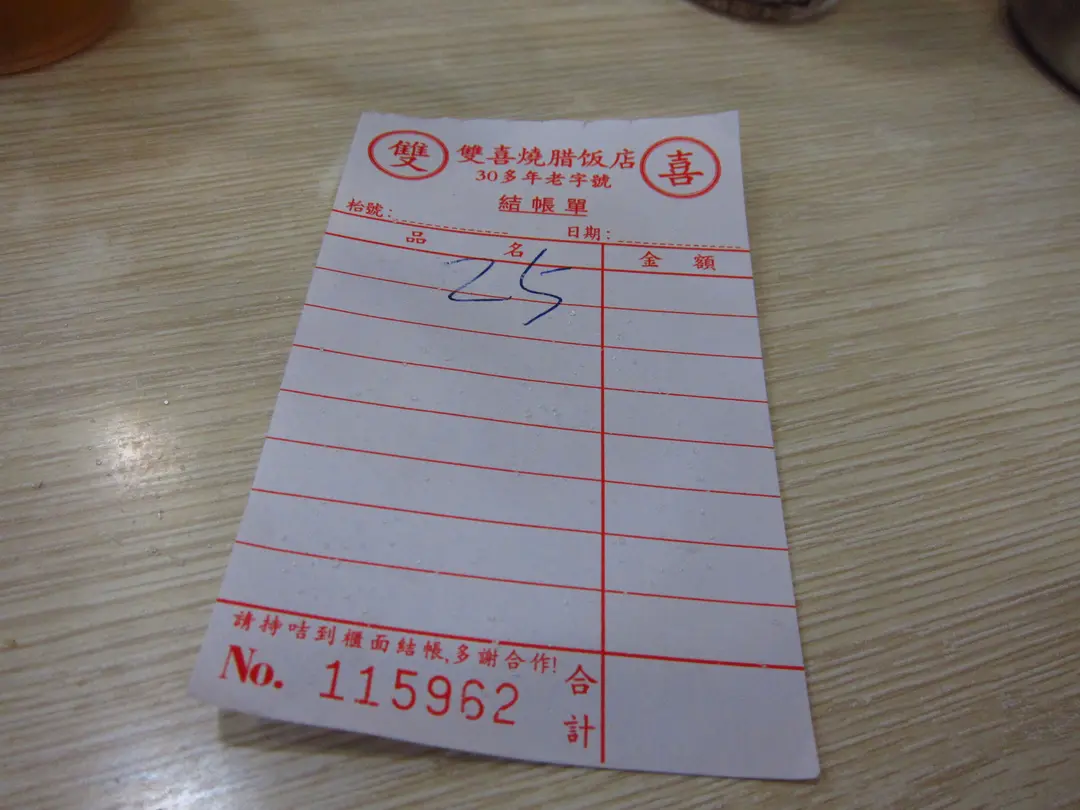 雙 雙喜燒腊饭店 喜
30多年老字號
結帳單
枱號: 日期:
品 名 金 額
25
請持咭到櫃面結帳,多謝合作!
No. 115962 合計